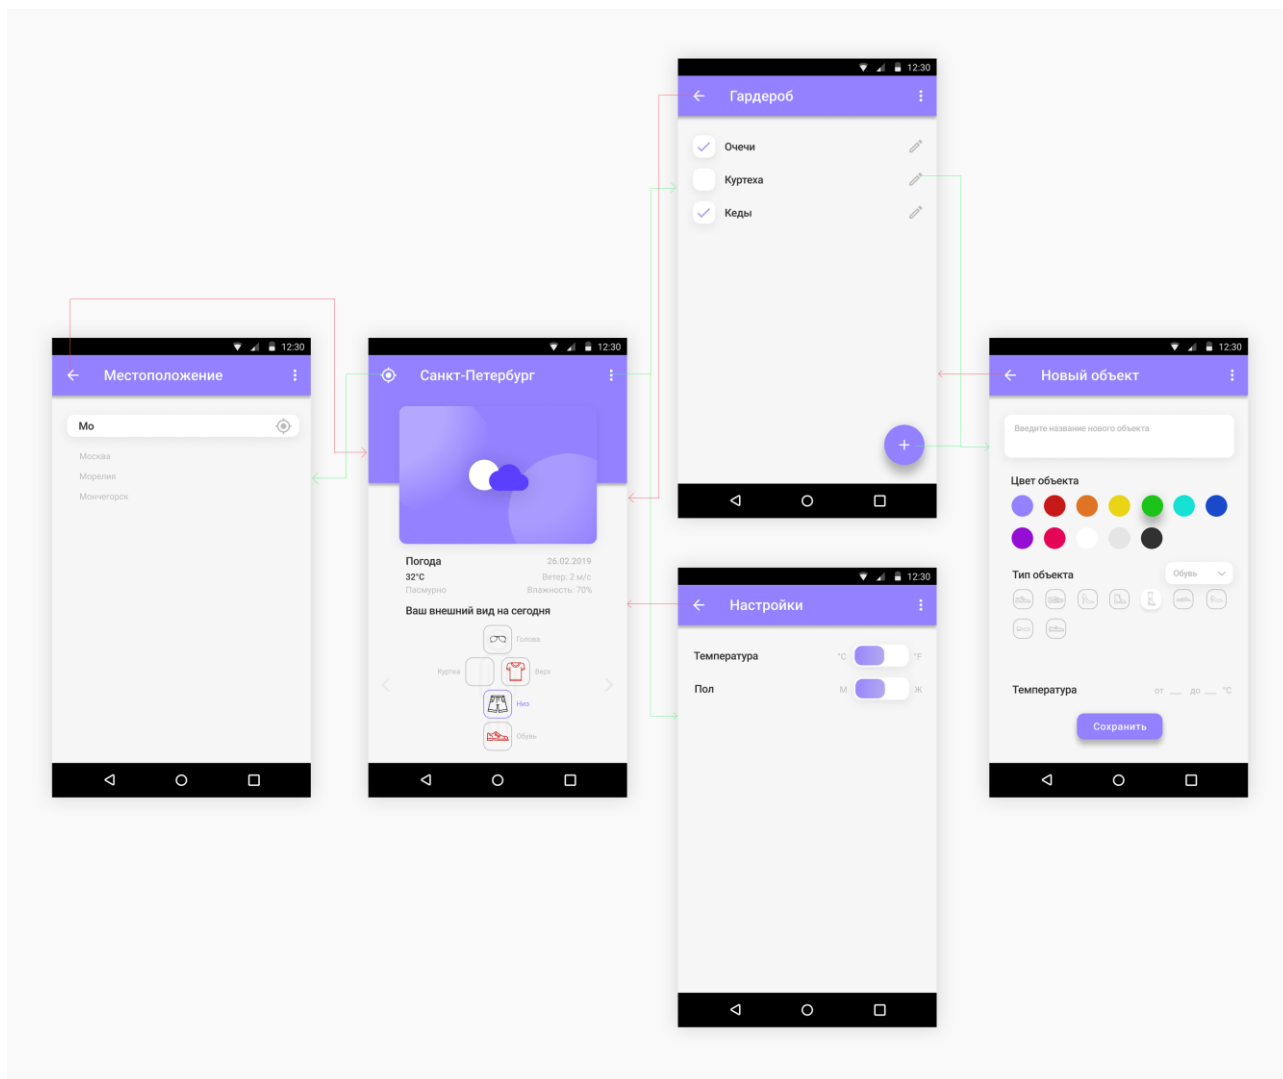 12:30
Местоположение
Мо
Москва
Морелия
Мончегорск
12:30
Санкт-Петербург
Погода 26.02.2019
32°C Ветер: 2 м/с
Пасмурно Влажность: 70%
Ваш внешний вид на сегодня
Голова
Куртка Верх
Низ
Обувь
12:30
Гардероб
Очечи
Куртеха
Кеды
+
12:30
Настройки
Температура °C °F
Пол М Ж
12:30
Новый объект
Введите название нового объекта
Цвет объекта
Тип объекта Обувь
Температура от __ до __ °C
Сохранить